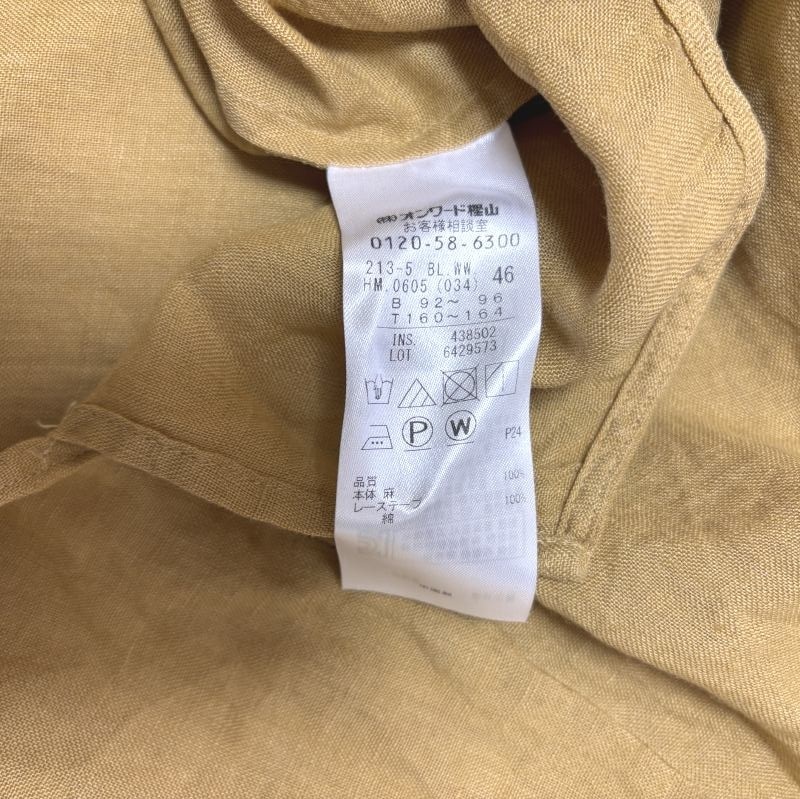 ㈱オンワード樫山
お客様相談室
0120-58-6300
213-5 BL.WW. 46
HM.0605 (034)
B 92～ 96
T160～164
INS. 438502
LOT 6429573
P W P24
品質
本体 麻 100%
レーステープ
綿 100%